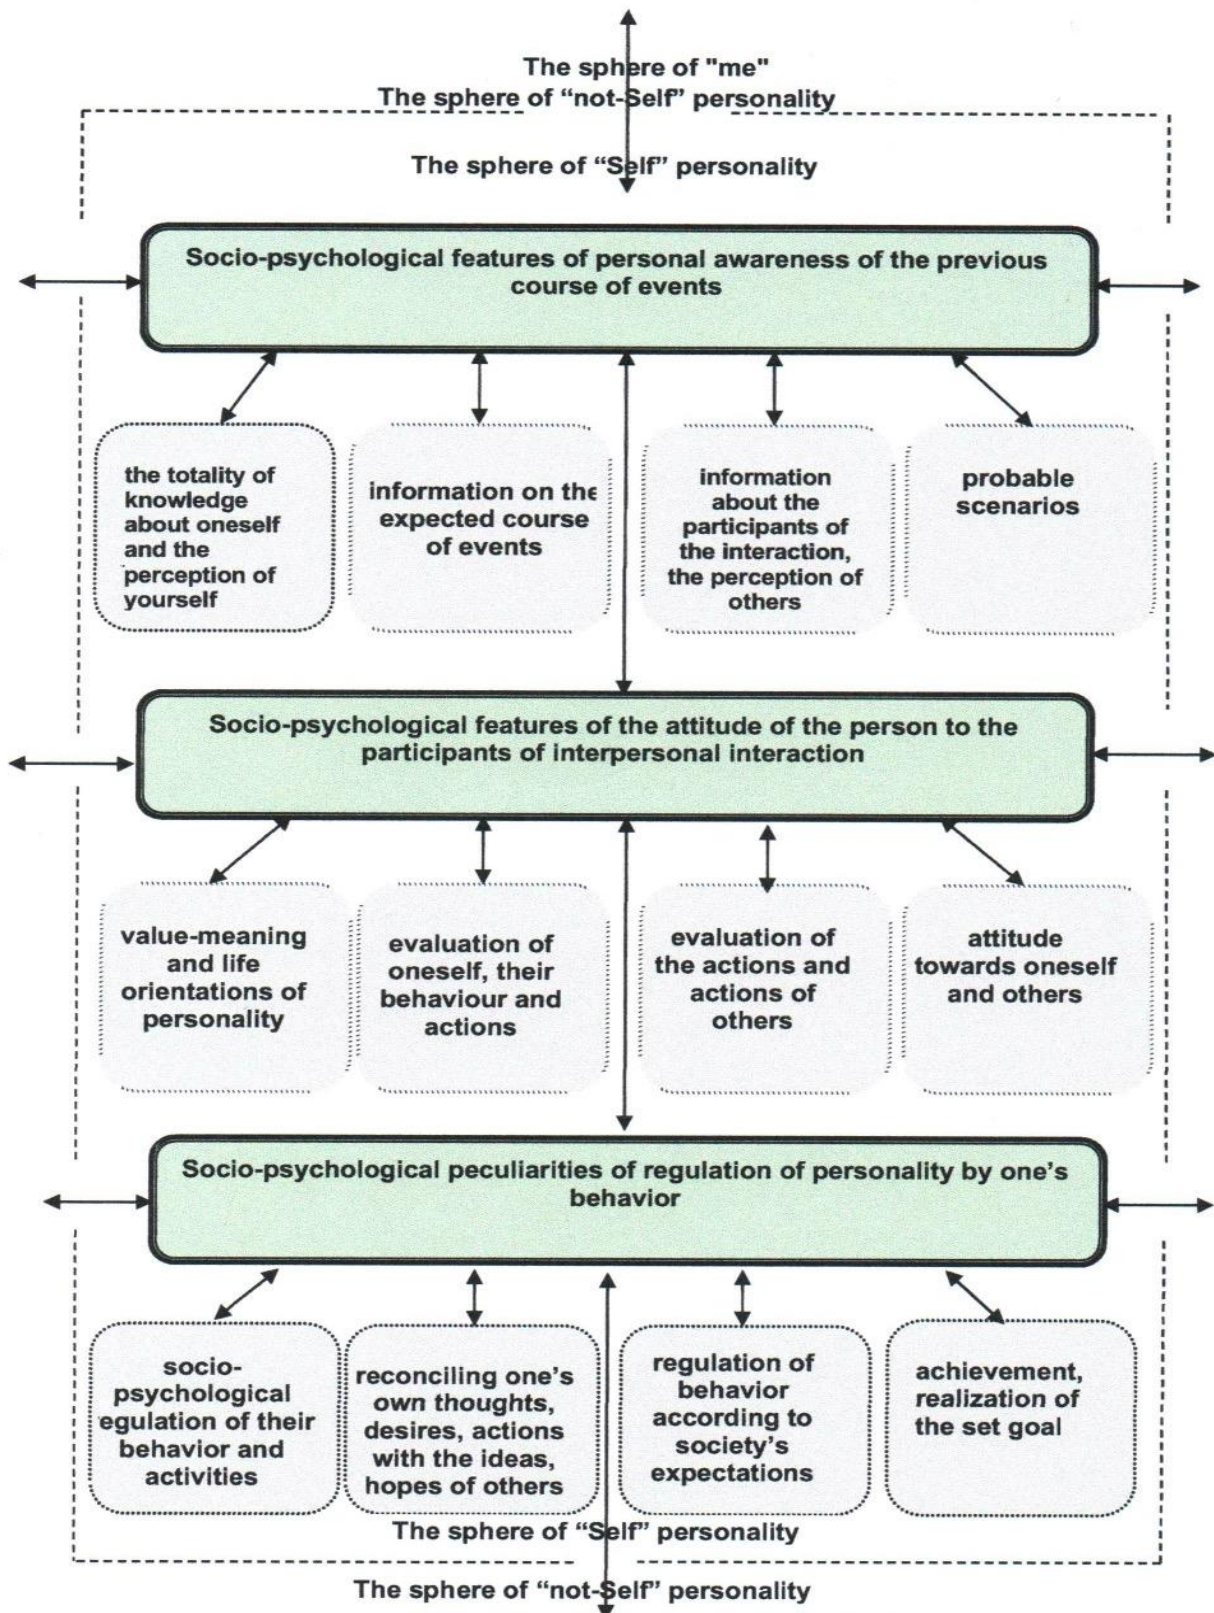 The sphere of "me"
The sphere of “not-Self” personality
The sphere of “Self” personality
Socio-psychological features of personal awareness of the previous
course of events
the totality of
knowledge
about oneself
and the
perception of
yourself
information on the
expected course
of events
information
about the
participants of
the interaction,
the perception of
others
probable
scenarios
Socio-psychological features of the attitude of the person to the
participants of interpersonal interaction
value-meaning
and life
orientations of
personality
evaluation of
oneself, their
behaviour and
actions
evaluation of
the actions and
actions of
others
attitude
towards oneself
and others
Socio-psychological peculiarities of regulation of personality by one’s
behavior
socio-
psychological
egulation of their
behavior and
activities
reconciling one’s
own thoughts,
desires, actions
with the ideas,
hopes of others
regulation of
behavior
according to
society’s
expectations
achievement,
realization of
the set goal
The sphere of “Self” personality
The sphere of “not-Self” personality